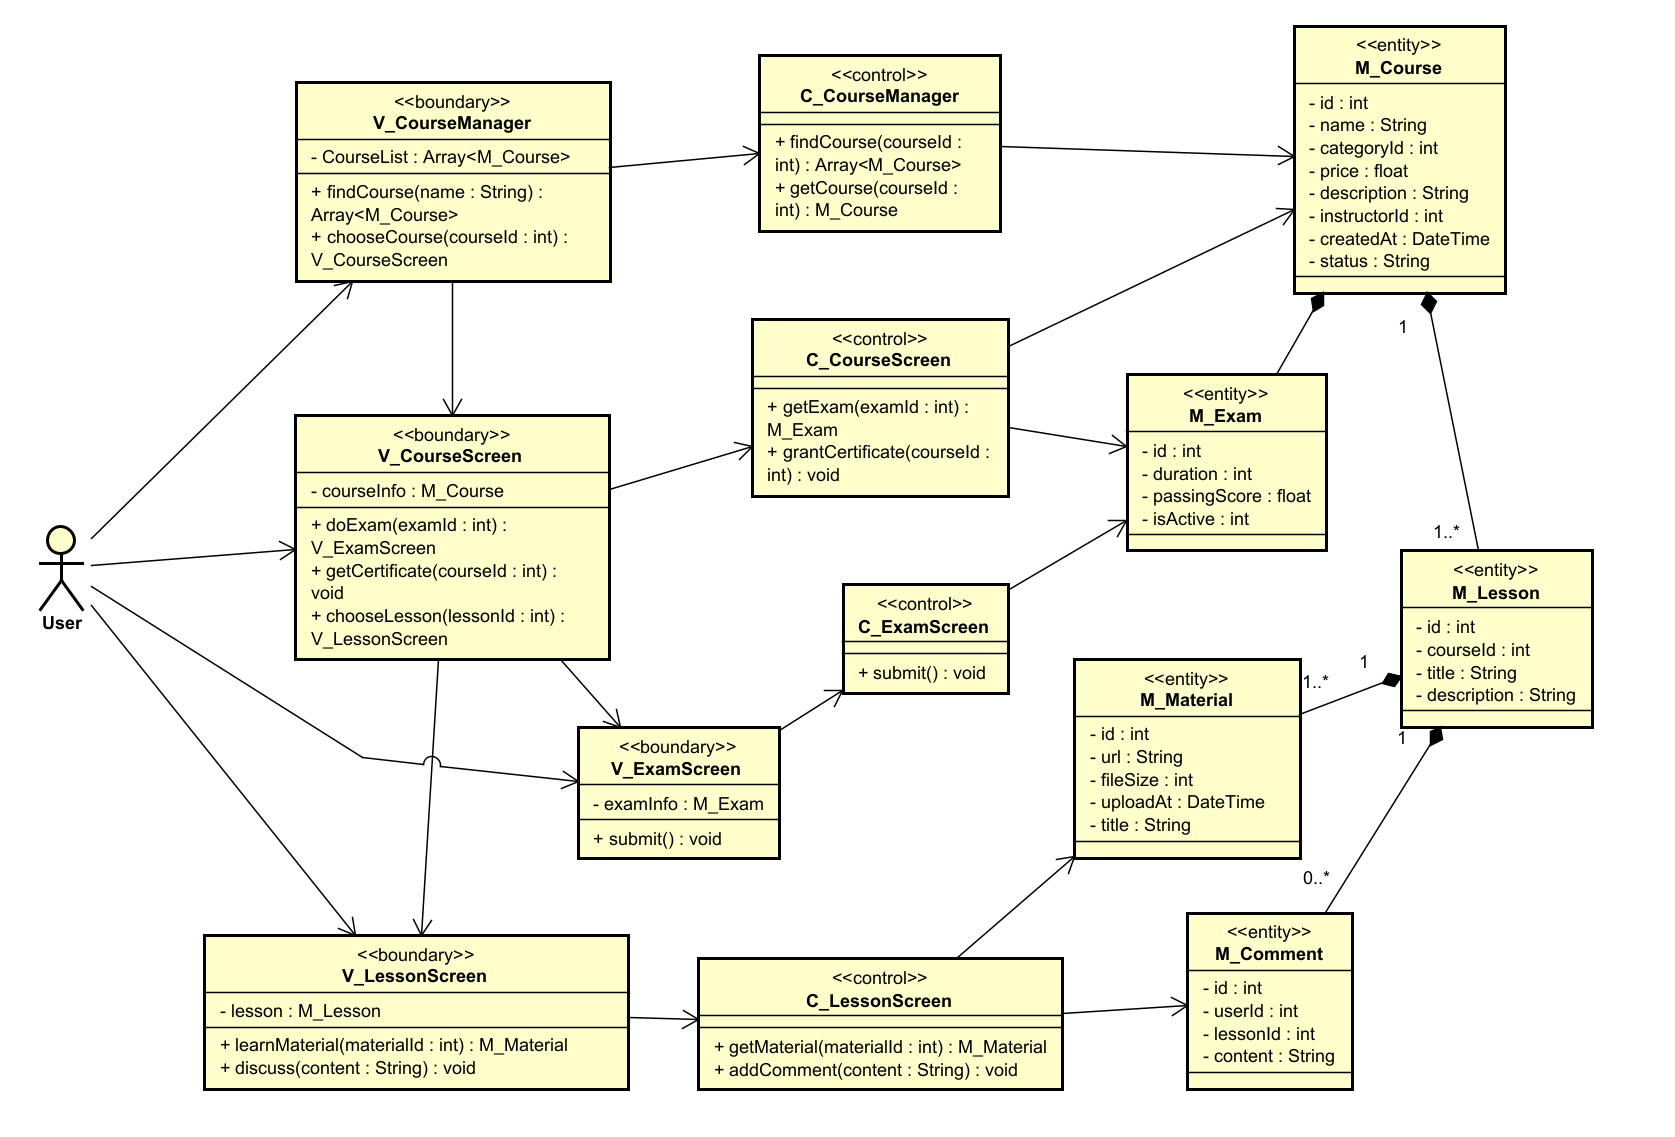 <<boundary>>
V_CourseManager
- CourseList : Array<M_Course>
+ findCourse(name : String) :
Array<M_Course>
+ chooseCourse(courseId : int) :
V_CourseScreen
<<control>>
C_CourseManager
+ findCourse(courseId :
int) : Array<M_Course>
+ getCourse(courseId :
int) : M_Course
<<entity>>
M_Course
- id : int
- name : String
- categoryId : int
- price : float
- description : String
- instructorId : int
- createdAt : DateTime
- status : String
1
1..*
<<boundary>>
V_CourseScreen
- courseInfo : M_Course
+ doExam(examId : int) :
V_ExamScreen
+ getCertificate(courseId : int) :
void
+ chooseLesson(lessonId : int) :
V_LessonScreen
<<control>>
C_CourseScreen
+ getExam(examId : int) :
M_Exam
+ grantCertificate(courseId :
int) : void
<<entity>>
M_Exam
- id : int
- duration : int
- passingScore : float
- isActive : int
User
<<control>>
C_ExamScreen
+ submit() : void
<<entity>>
M_Lesson
- id : int
- courseId : int
- title : String
- description : String
1
1..*
1
0..*
<<entity>>
M_Material
- id : int
- url : String
- fileSize : int
- uploadAt : DateTime
- title : String
<<boundary>>
V_ExamScreen
- examInfo : M_Exam
+ submit() : void
<<boundary>>
V_LessonScreen
- lesson : M_Lesson
+ learnMaterial(materialId : int) : M_Material
+ discuss(content : String) : void
<<control>>
C_LessonScreen
+ getMaterial(materialId : int) : M_Material
+ addComment(content : String) : void
<<entity>>
M_Comment
- id : int
- userId : int
- lessonId : int
- content : String